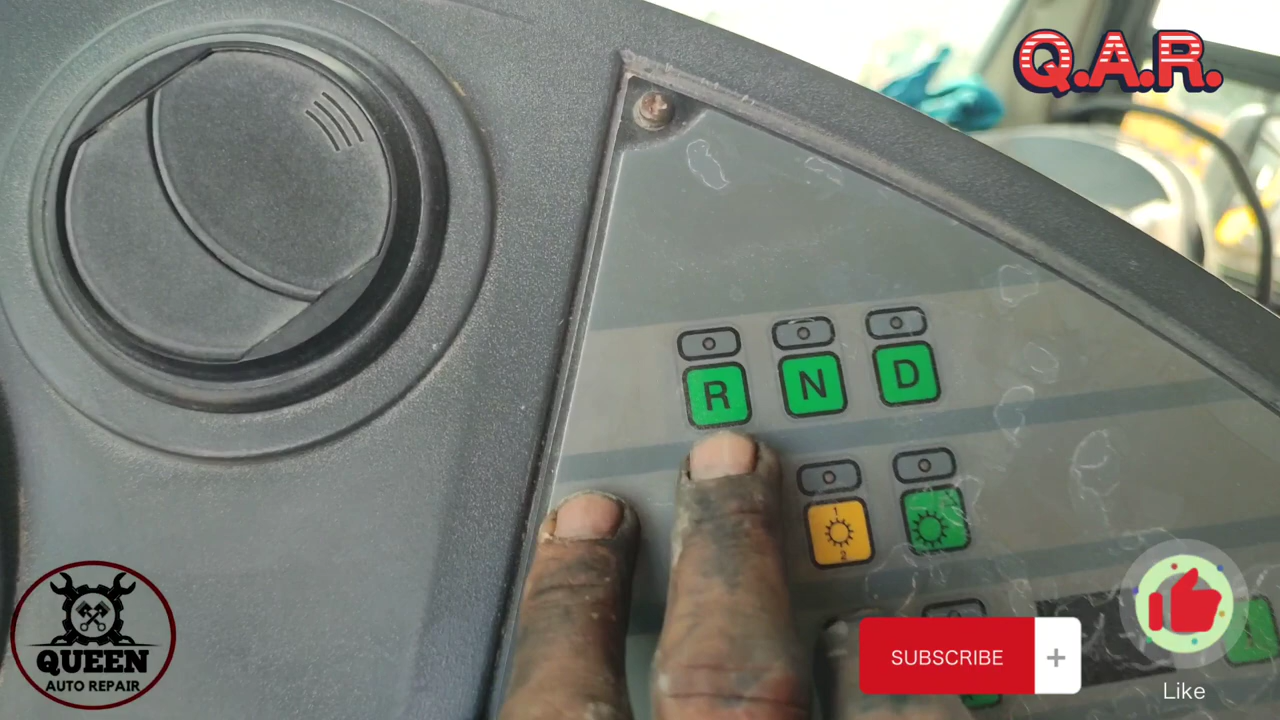 Q.A.R.
R N D
1
2
QUEEN
AUTO REPAIR
SUBSCRIBE +
Like